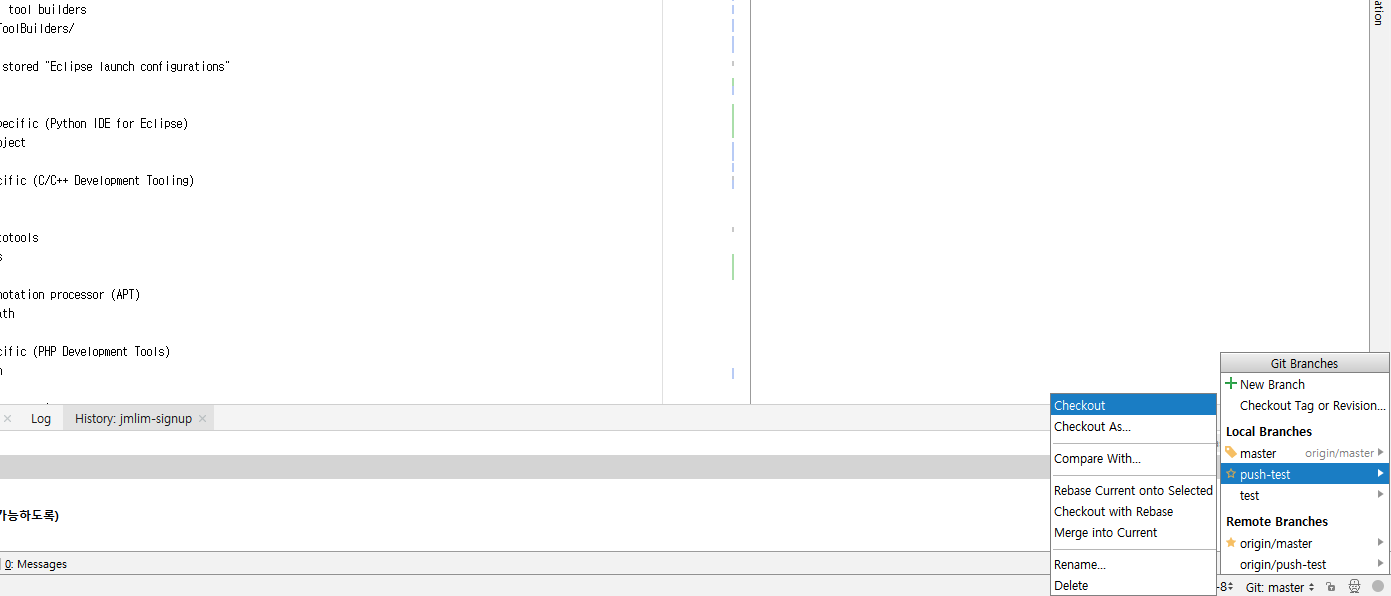 tool builders
ToolBuilders/
stored "Eclipse launch configurations"
pecific (Python IDE for Eclipse)
oject
cific (C/C++ Development Tooling)
totools
s
notation processor (APT)
ath
cific (PHP Development Tools)
ation
Log
History: jmlim-signup
가능하도록)
0: Messages
Checkout
Checkout As...
Compare With...
Rebase Current onto Selected
Checkout with Rebase
Merge into Current
Rename...
Delete
Git Branches
New Branch
Checkout Tag or Revision...
Local Branches
master origin/master
push-test
test
Remote Branches
origin/master
origin/push-test
-8 Git: master